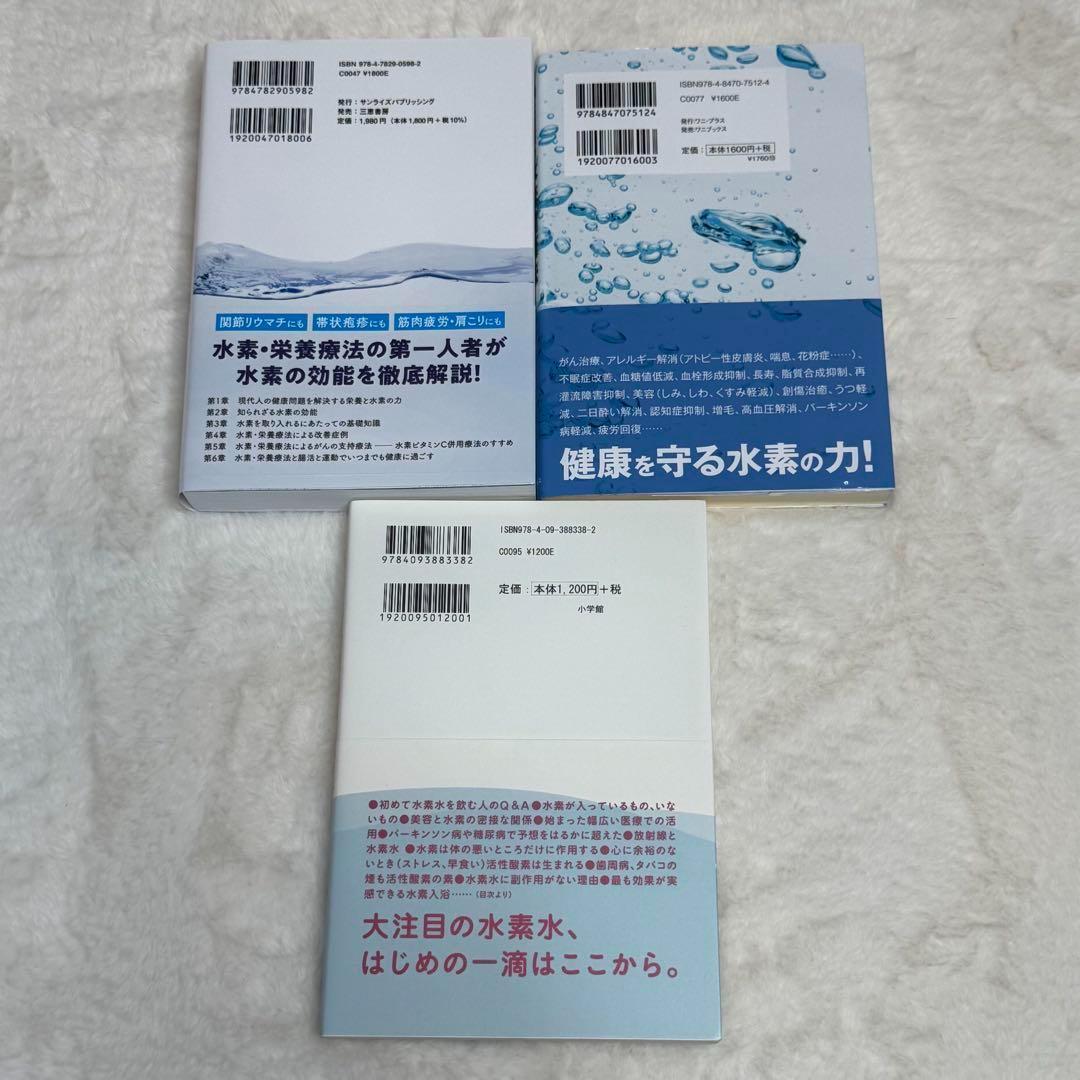 ISBN 978-4-7829-0598-2
C0047 ¥1800E
9784782905982
1920047018006
発行：サンライズパブリッシング
発売：三恵書房
定価：1,980円（本体1,800円+税10%）
関節リウマチにも 帯状疱疹にも 筋肉疲労・肩こりにも
水素・栄養療法の第一人者が
水素の効能を徹底解説!
第1章 現代人の健康問題を解決する栄養と水素の力
第2章 知られざる水素の効能
第3章 水素を取り入れるにあたっての基礎知識
第4章 水素・栄養療法による改善症例
第5章 水素・栄養療法によるがんの支持療法 —— 水素ビタミンC併用療法のすすめ
第6章 水素・栄養療法と腸活と運動でいつまでも健康に過ごす
ISBN978-4-8470-7512-4
C0077 ¥1600E
9784847075124
1920077016003
発行:ワニ・プラス
発売:ワニブックス
定価：本体1600円+税
¥1760⑩
がん治療、アレルギー解消（アトピー性皮膚炎、喘息、花粉症……）、
不眠症改善、血糖値低減、血栓形成抑制、長寿、脂質合成抑制、再
灌流障害抑制、美容（しみ、しわ、くすみ軽減）、創傷治癒、うつ軽
減、二日酔い解消、認知症抑制、増毛、高血圧解消、パーキンソン
病軽減、疲労回復……
健康を守る水素の力!
ISBN978-4-09-388338-2
C0095 ¥1200E
9784093883382
1920095012001
定価：本体1,200円+税
小学館
●初めて水素水を飲む人のQ&A●水素が入っているもの、いな
いもの●美容と水素の密接な関係●始まった幅広い医療での活
用●パーキンソン病や糖尿病で予想をはるかに超えた●放射線と
水素水 ●水素は体の悪いところだけに作用する●心に余裕の
ないとき（ストレス、早食い）活性酸素は生まれる●歯周病、タバコの
煙も活性酸素の素●水素水に副作用がない理由●最も効果が実
感できる水素入浴……（目次より）
大注目の水素水、
はじめの一滴はここから。